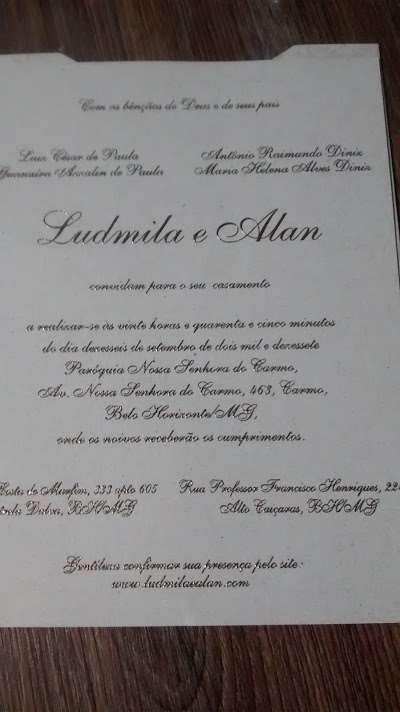 Com as bênçãos de Deus e de seus pais
Luiz César de Paula
Avvalin de Paula
Antônio Raimundo Diniz
Maria Helena Alves Diniz
Ludmila e Alan
convidam para o seu casamento
a realizar-se às vinte horas e quarenta e cinco minutos
do dia dezesseis de setembro de dois mil e dezessete
Paróquia Nossa Senhora do Carmo,
Av. Nossa Senhora do Carmo, 463, Carmo,
Belo Horizonte/MG,
onde os noivos receberão os cumprimentos.
333 apto 605
BH/MG
Rua Professor Francisco Henriques, 22
Alto Caiçaras, BH/MG
Gentileza confirmar sua presença pelo site:
www.ludmilaealan.com